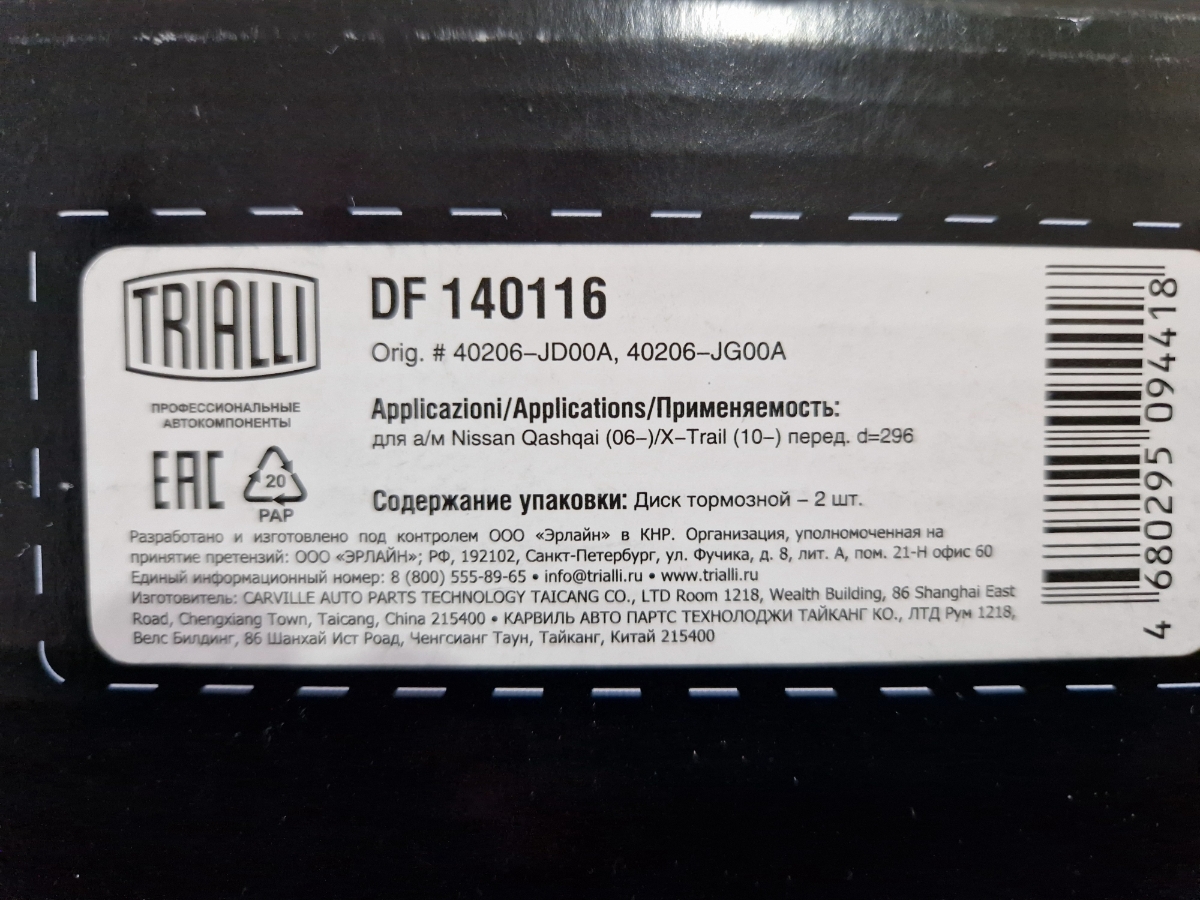 TRIALLI
ПРОФЕССИОНАЛЬНЫЕ
АВТОКОМПОНЕНТЫ
EAC
20
PAP
DF 140116
Orig. # 40206-JD00A, 40206-JG00A
Applicazioni/Applications/Применяемость:
для а/м Nissan Qashqai (06-)/X-Trail (10-) перед. d=296
Содержание упаковки: Диск тормозной – 2 шт.
Разработано и изготовлено под контролем ООО «Эрлайн» в КНР. Организация, уполномоченная на
принятие претензий: ООО «ЭРЛАЙН»; РФ, 192102, Санкт-Петербург, ул. Фучика, д. 8, лит. А, пом. 21-Н офис 60
Единый информационный номер: 8 (800) 555-89-65 • info@trialli.ru • www.trialli.ru
Изготовитель: CARVILLE AUTO PARTS TECHNOLOGY TAICANG CO., LTD Room 1218, Wealth Building, 86 Shanghai East
Road, Chengxiang Town, Taicang, China 215400 • КАРВИЛЬ АВТО ПАРТС ТЕХНОЛОДЖИ ТАЙКАНГ КО., ЛТД Рум 1218,
Велс Билдинг, 86 Шанхай Ист Роад, Ченгсианг Таун, Тайканг, Китай 215400
4 680295 094418